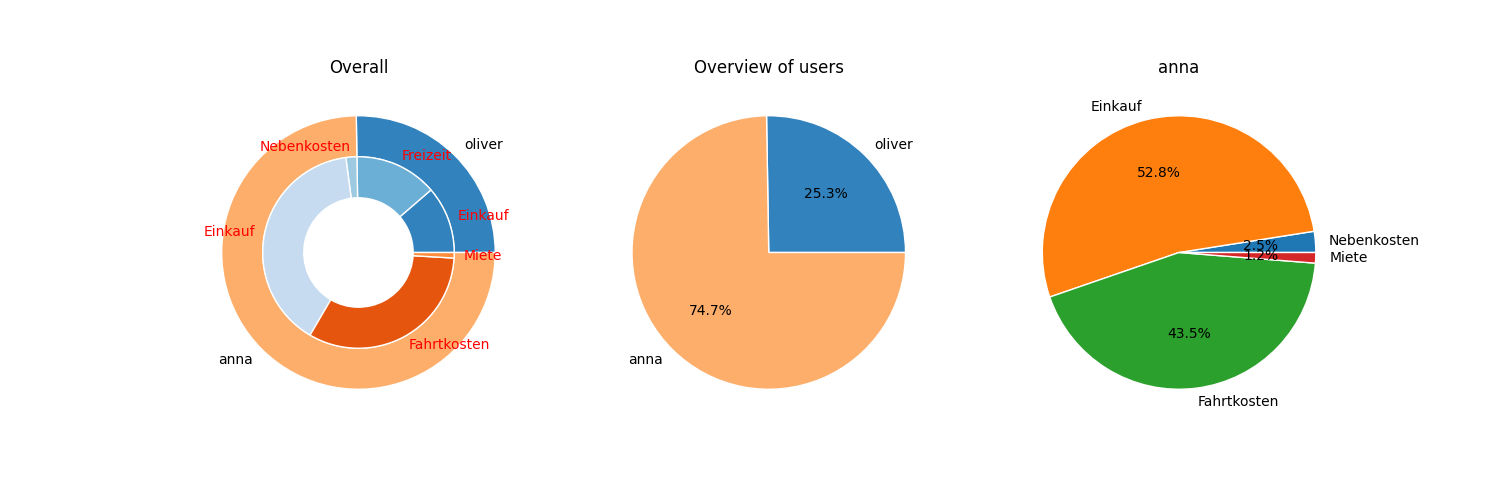 Overall
Nebenkosten
Freizeit
oliver
Einkauf
Einkauf
Miete
Fahrtkosten
anna
Overview of users
oliver
25.3%
74.7%
anna
anna
Einkauf
52.8%
2.5%
Nebenkosten
1.2%
Miete
43.5%
Fahrtkosten